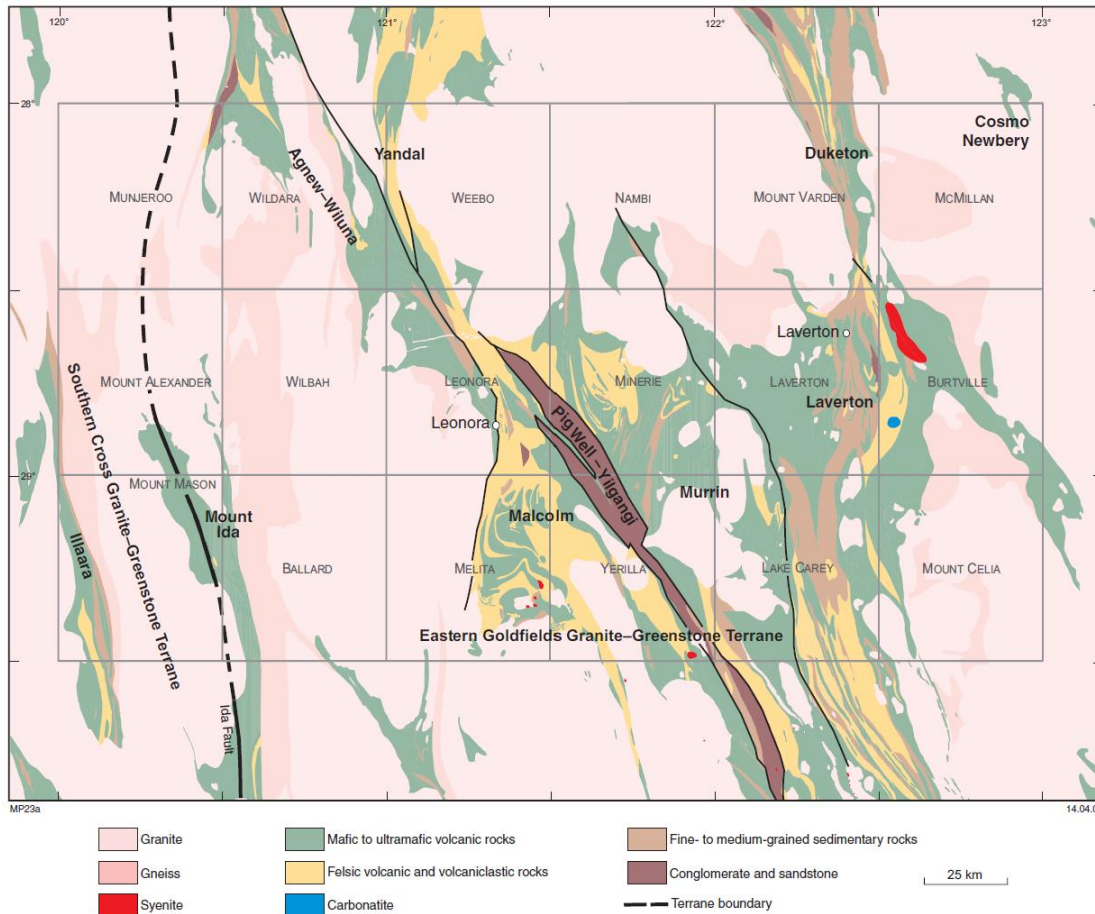 120°
121°
122°
123°
28°
Cosmo
Newbery
Yandal
Duketon
Agnew–Wiluna
MUNJEROO
WILDARA
WEEBO
NAMBI
MOUNT VARDEN
MCMILLAN
Laverton
MOUNT ALEXANDER
WILBAH
LEONORA
MINERIE
LAVERTON
BURTVILLE
Laverton
Leonora
Pig Well – Yilgangi
Southern Cross Granite–Greenstone Terrane
29°
MOUNT MASON
Mount
Ida
Murrin
Malcolm
Illaara
BALLARD
MELITA
YERILLA
LAKE CAREY
MOUNT CELIA
Eastern Goldfields Granite–Greenstone Terrane
Ida Fault
MP23a
14.04.0
Granite
Mafic to ultramafic volcanic rocks
Fine- to medium-grained sedimentary rocks
Gneiss
Felsic volcanic and volcaniclastic rocks
Conglomerate and sandstone
25 km
Syenite
Carbonatite
Terrane boundary